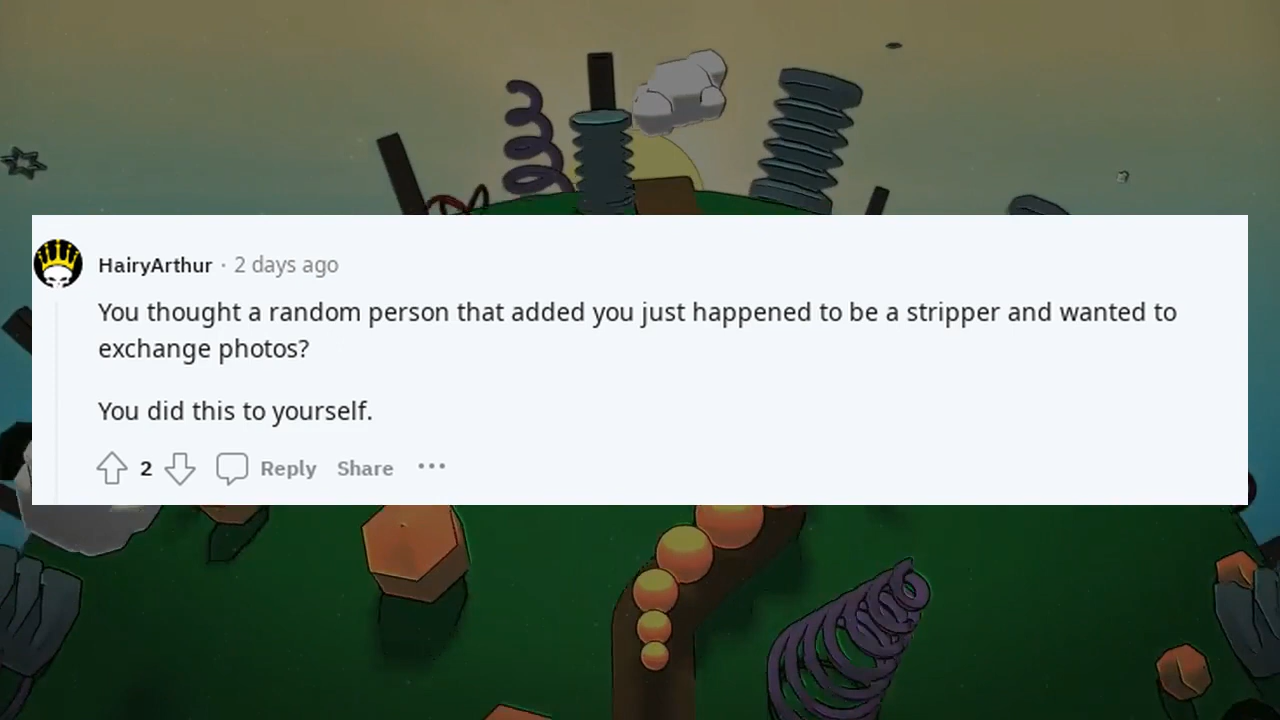 HairyArthur · 2 days ago
You thought a random person that added you just happened to be a stripper and wanted to
exchange photos?
You did this to yourself.
2 Reply Share •••